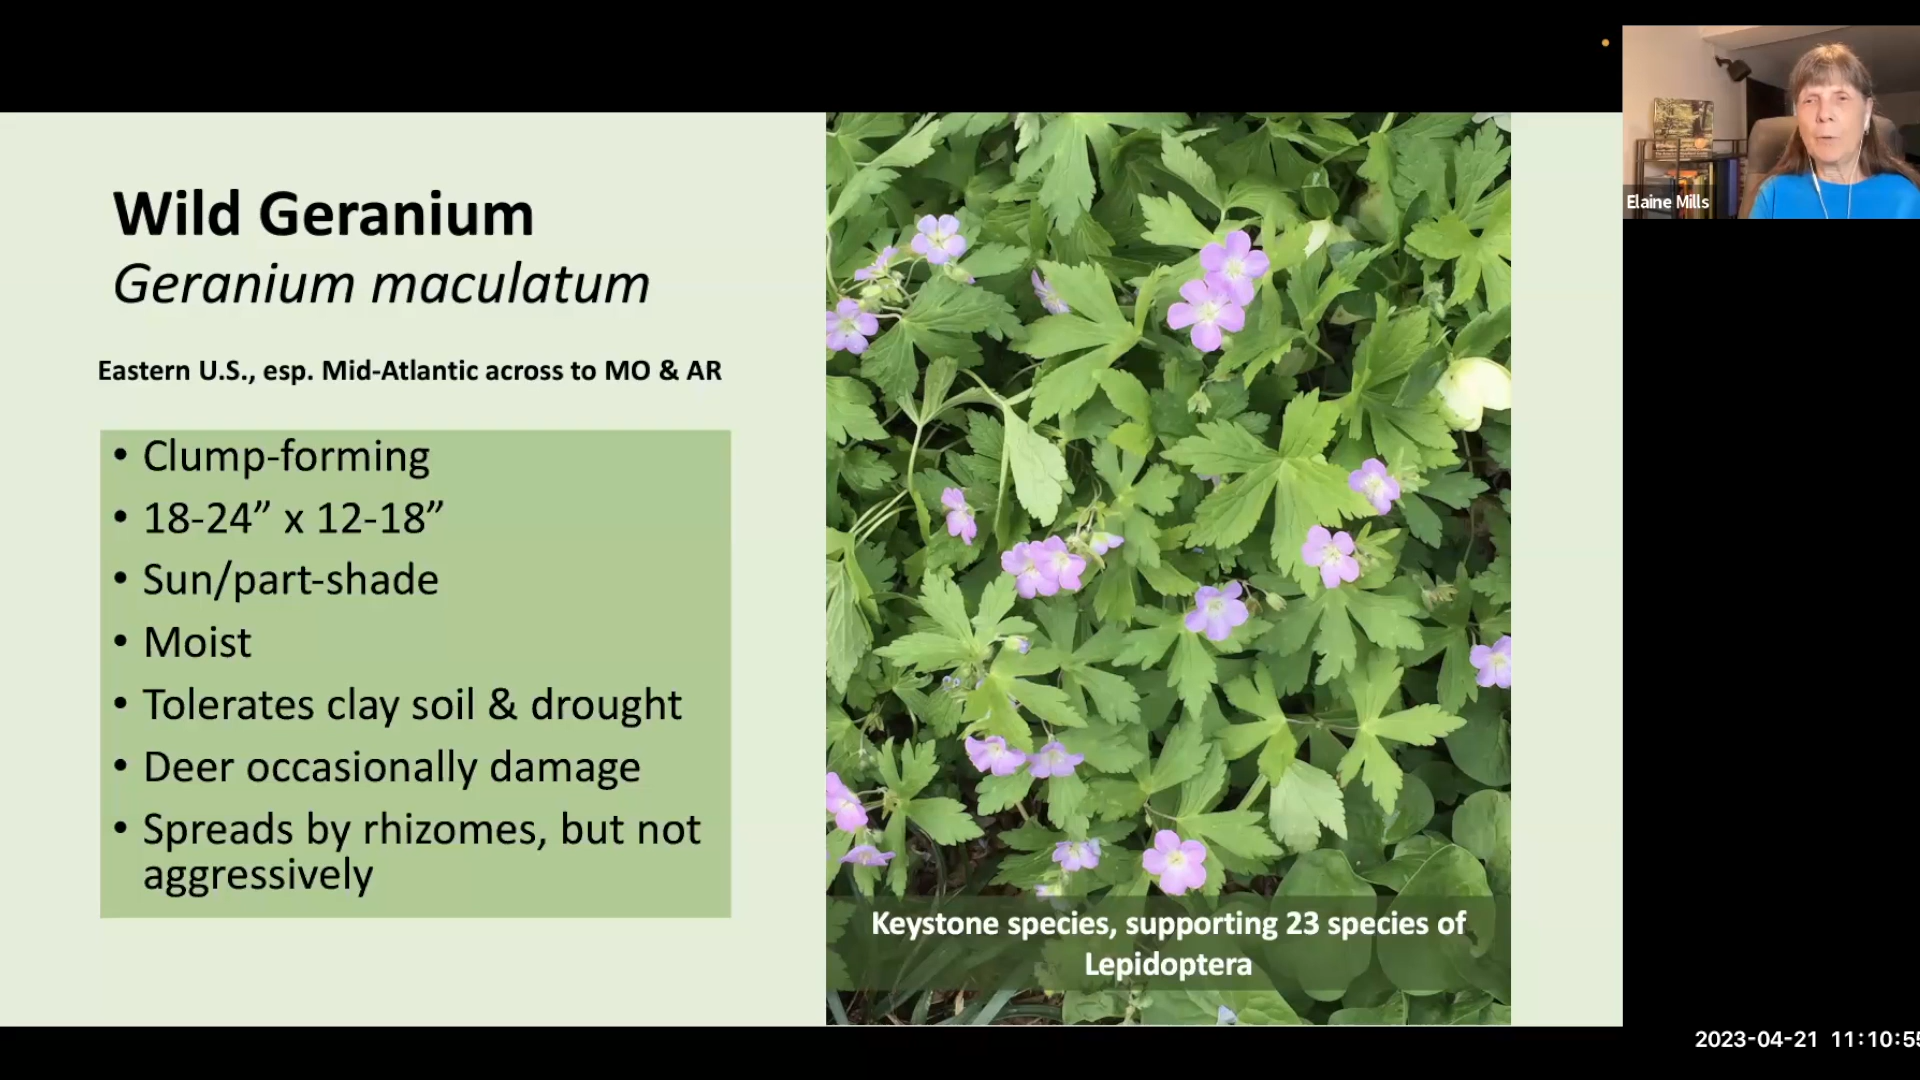 Wild Geranium
Geranium maculatum
Eastern U.S., esp. Mid-Atlantic across to MO & AR
• Clump-forming
• 18-24” x 12-18”
• Sun/part-shade
• Moist
• Tolerates clay soil & drought
• Deer occasionally damage
• Spreads by rhizomes, but not
aggressively
Keystone species, supporting 23 species of
Lepidoptera
Elaine Mills
2023-04-21 11:10:55